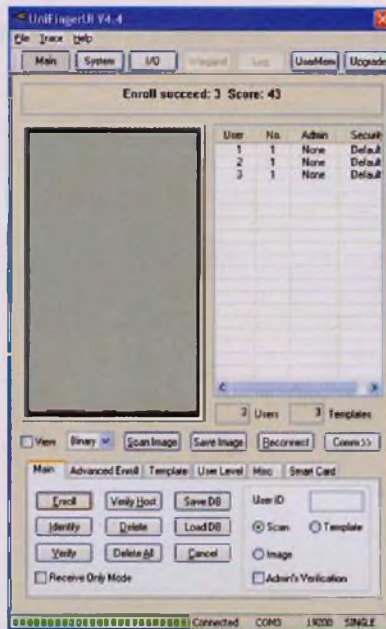 UniFingerUI V4.4
File Trace Help
Main System I/O Wiegand Log UserMem Upgrade
Enroll succeed: 3 Score: 43
User No. Admin Security
1 1 None Default
2 1 None Default
3 1 None Default
3 Users 3 Templates
View Binary Scan Image Save Image Reconnect Comm >>
Main Advanced Enroll Template User Level Misc Smart Card
Enroll Verify Host Save DB User ID
Identify Delete Load DB Scan Template
Verify Delete All Cancel Image
Receive Only Mode Admin's Verification
Connected COM3 19200 SINGLE